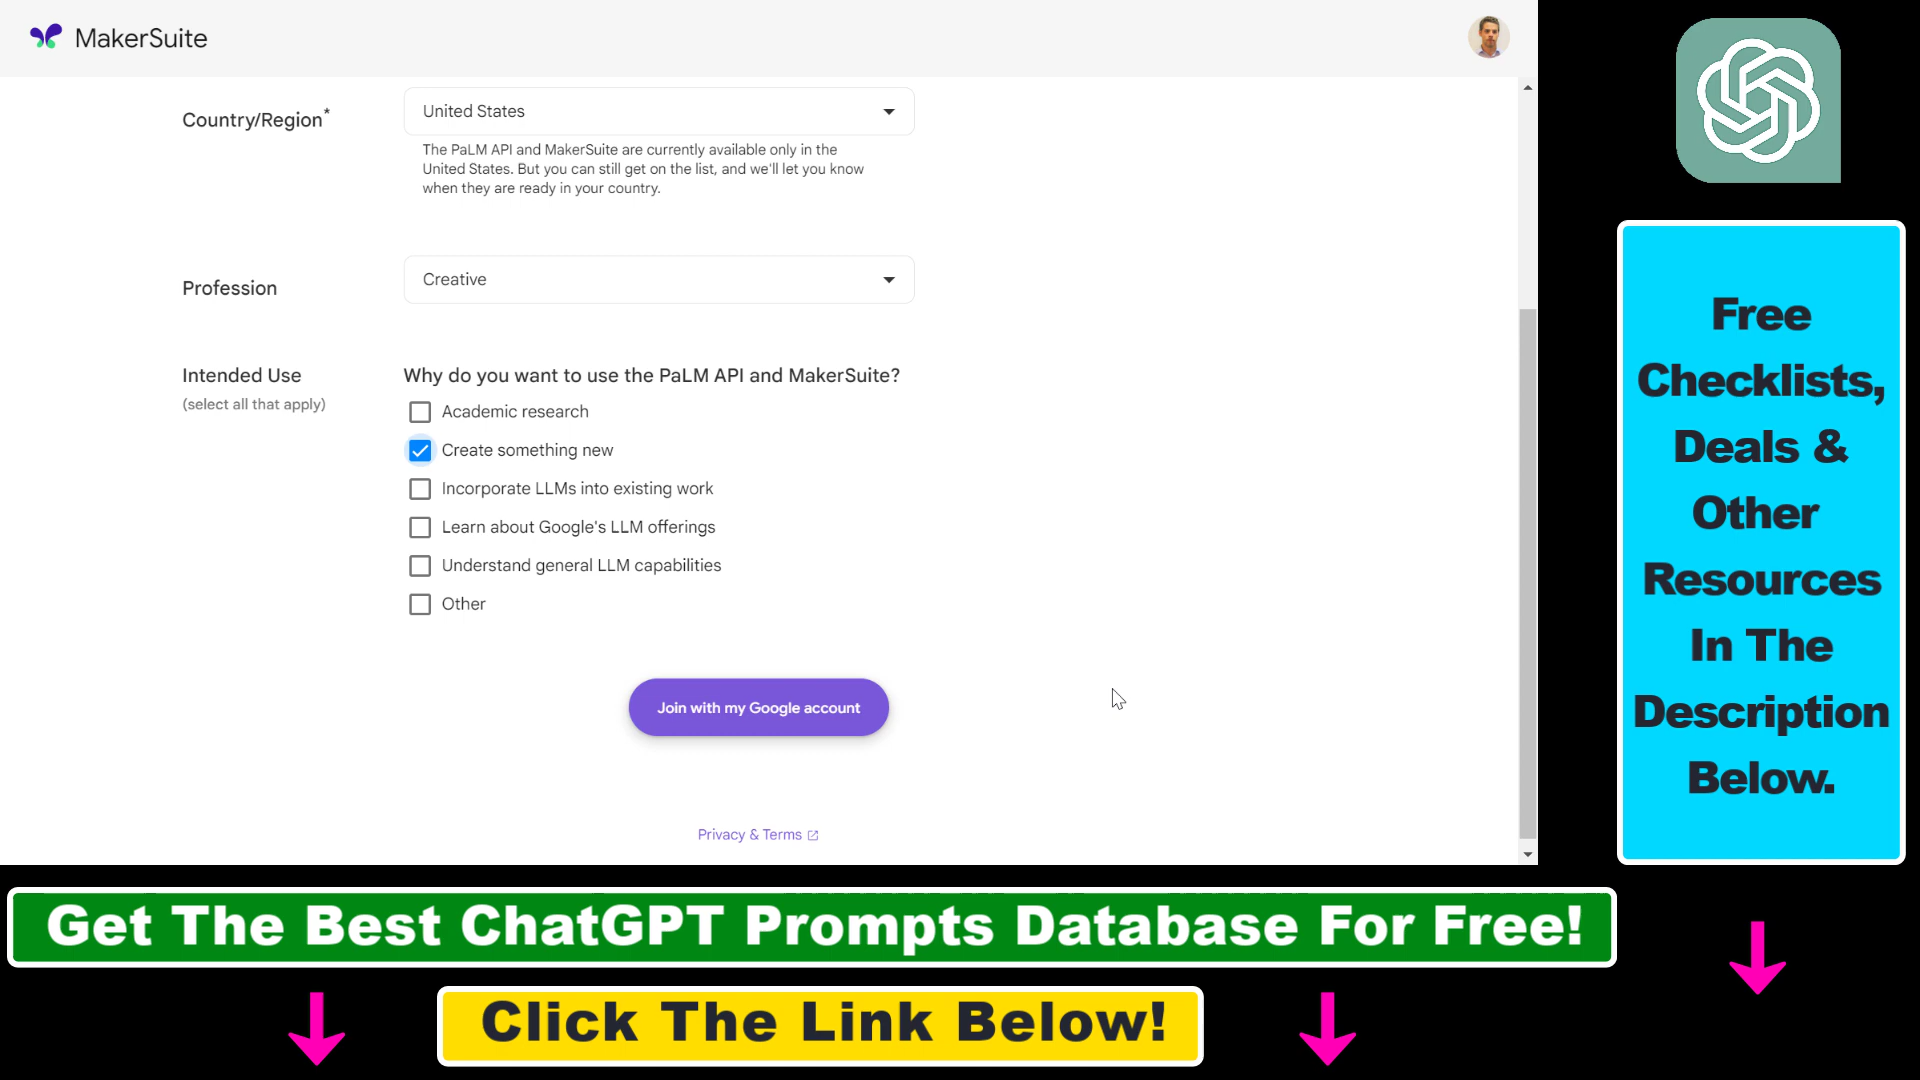 MakerSuite
Country/Region*
United States
The PaLM API and MakerSuite are currently available only in the
United States. But you can still get on the list, and we'll let you know
when they are ready in your country.
Profession
Creative
Intended Use
(select all that apply)
Why do you want to use the PaLM API and MakerSuite?
Academic research
Create something new
Incorporate LLMs into existing work
Learn about Google's LLM offerings
Understand general LLM capabilities
Other
Join with my Google account
Privacy & Terms
Free
Checklists,
Deals &
Other
Resources
In The
Description
Below.
Get The Best ChatGPT Prompts Database For Free!
Click The Link Below!